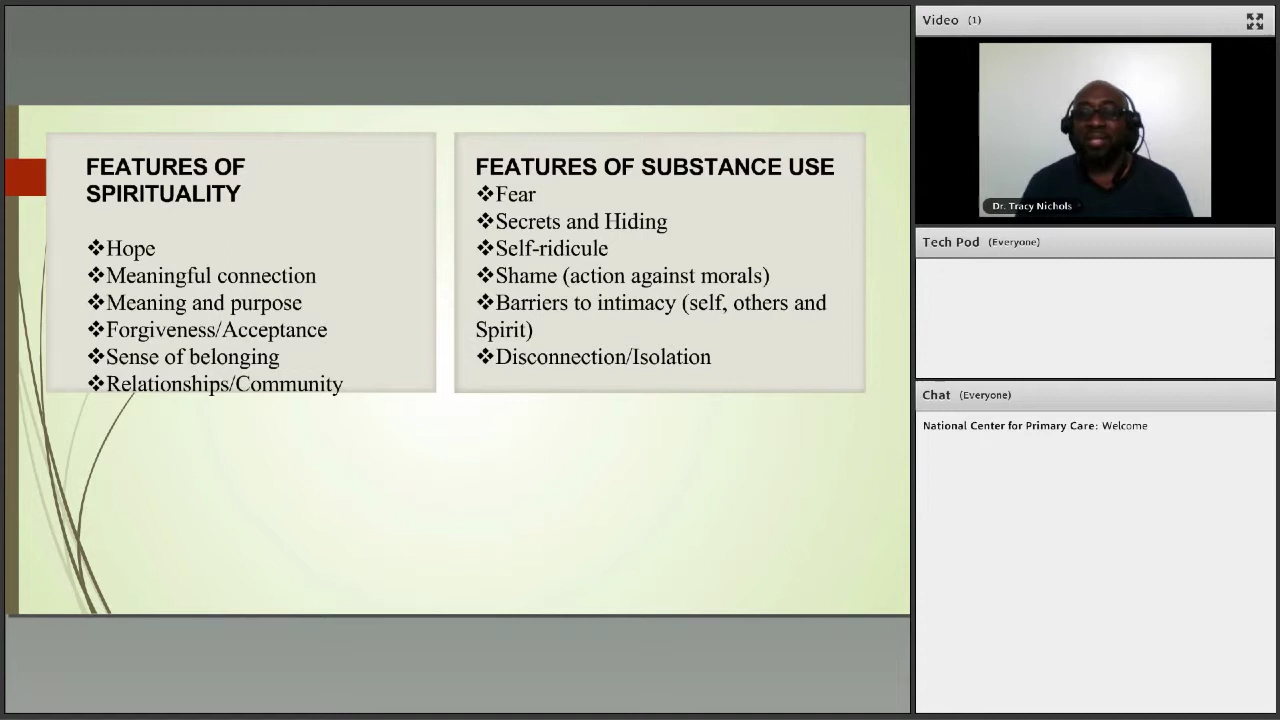 FEATURES OF
SPIRITUALITY
❖Hope
❖Meaningful connection
❖Meaning and purpose
❖Forgiveness/Acceptance
❖Sense of belonging
❖Relationships/Community
FEATURES OF SUBSTANCE USE
❖Fear
❖Secrets and Hiding
❖Self-ridicule
❖Shame (action against morals)
❖Barriers to intimacy (self, others and
Spirit)
❖Disconnection/Isolation
Video (1)
Dr. Tracy Nichols
Tech Pod (Everyone)
Chat (Everyone)
National Center for Primary Care: Welcome